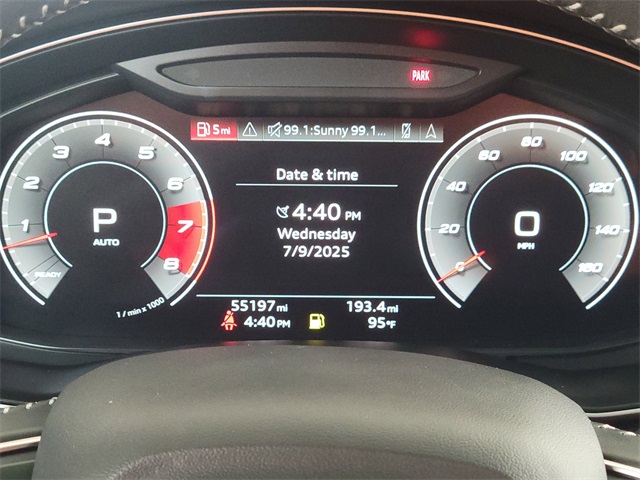 PARK
5 mi
99.1:Sunny 99.1...
Date & time
4:40 PM
Wednesday
7/9/2025
55197 mi
193.4 mi
4:40 PM
95°F
P
AUTO
READY
1
2
3
4
5
6
7
8
1 / min x 1000
0
MPH
0
20
40
60
80
100
120
140
160